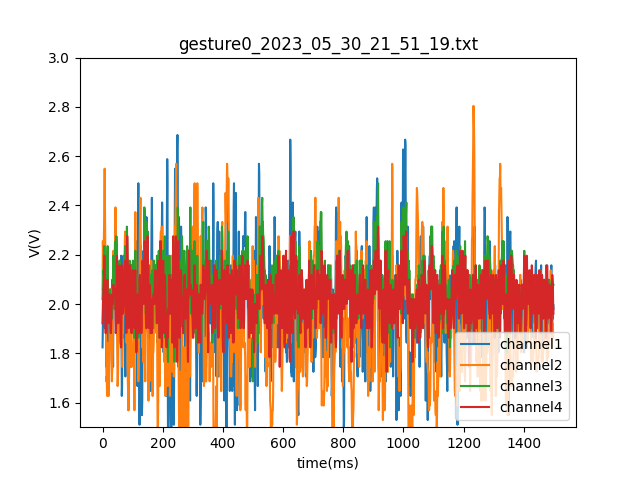 gesture0_2023_05_30_21_51_19.txt
3.0
2.8
2.6
2.4
2.2
2.0
1.8
1.6
V(V)
channel1
channel2
channel3
channel4
0 200 400 600 800 1000 1200 1400
time(ms)